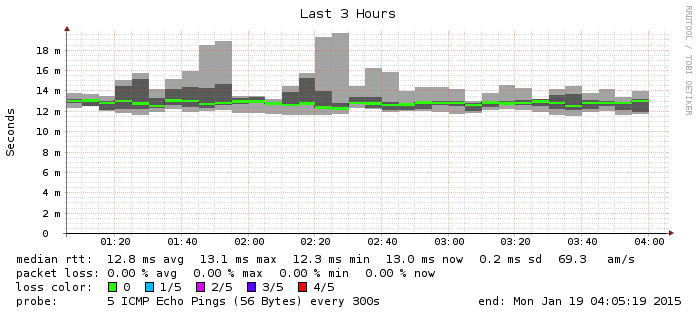 Last 3 Hours
RRDTOOL / TOBI OETIKER
Seconds
18 m
16 m
14 m
12 m
10 m
8 m
6 m
4 m
2 m
0
01:20 01:40 02:00 02:20 02:40 03:00 03:20 03:40 04:00
median rtt: 12.8 ms avg 13.1 ms max 12.3 ms min 13.0 ms now 0.2 ms sd 69.3 am/s
packet loss: 0.00 % avg 0.00 % max 0.00 % min 0.00 % now
loss color: 0 1/5 2/5 3/5 4/5
probe: 5 ICMP Echo Pings (56 Bytes) every 300s end: Mon Jan 19 04:05:19 2015